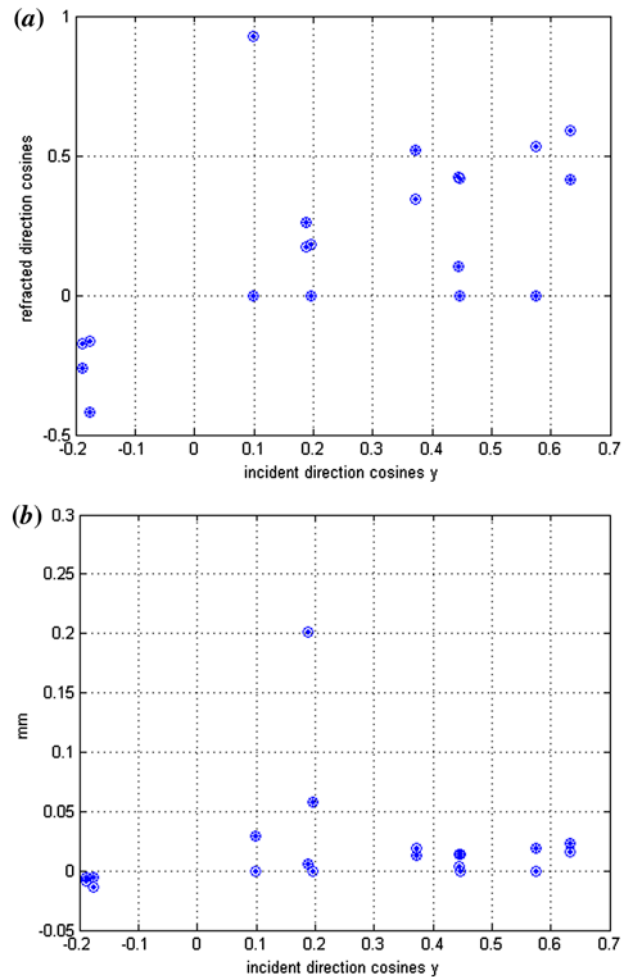 (a)
1
0.5
0
-0.5
refracted direction cosines
-0.2 -0.1 0 0.1 0.2 0.3 0.4 0.5 0.6 0.7
incident direction cosines y
(b)
0.3
0.25
0.2
0.15
0.1
0.05
0
-0.05
mm
-0.2 -0.1 0 0.1 0.2 0.3 0.4 0.5 0.6 0.7
incident direction cosines y